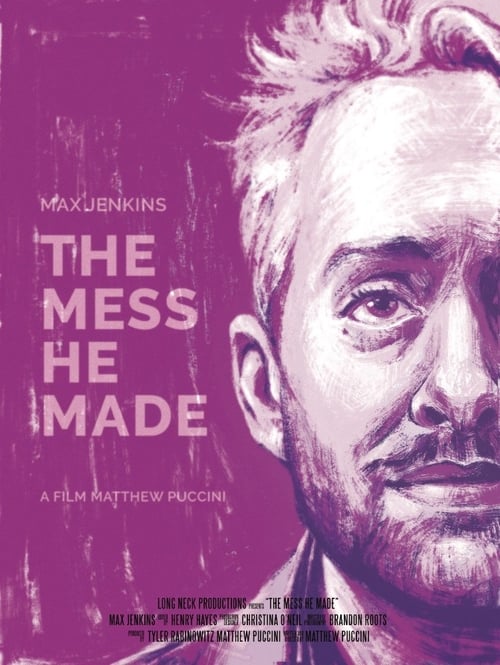 MAX JENKINS
THE
MESS
HE
MADE
A FILM MATTHEW PUCCINI
LONG NECK PRODUCTIONS PRESENTS "THE MESS HE MADE"
MAX JENKINS HENRY HAYES CHRISTINA O'NEIL BRANDON ROOTS
TYLER RABINOWITZ MATTHEW PUCCINI MATTHEW PUCCINI